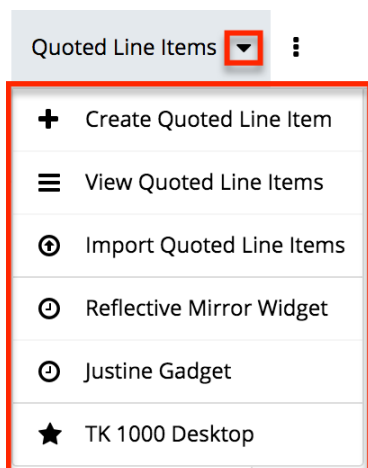 Quoted Line Items
Create Quoted Line Item
View Quoted Line Items
Import Quoted Line Items
Reflective Mirror Widget
Justine Gadget
TK 1000 Desktop